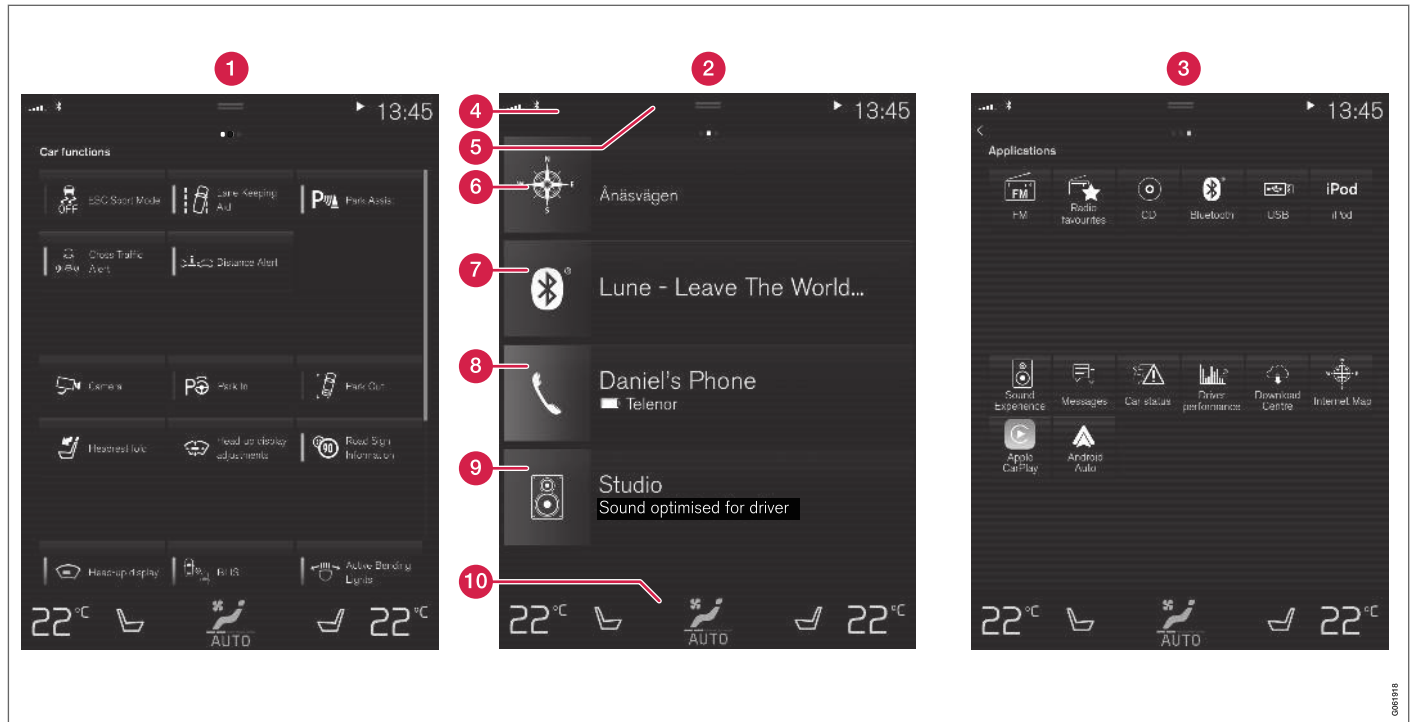 1
2
3
13:45
Car functions
ESC Sport Mode
OFF
Lane Keeping
Aid
Park Assist
Cross Traffic
Alert
Distance Alert
Camera
Park In
Park Out
Headrest fold
Head-up display
adjustments
90
Road Sign
Information
Head-up display
BLIS
Active Bending
Lights
22 °C
AUTO
22 °C
4
5
6
7
8
9
10
13:45
N
E
S
W
Ånäsvägen
Lune - Leave The World...
Daniel's Phone
Telenor
Studio
Sound optimised for driver
22 °C
AUTO
22 °C
13:45
Applications
FM
FM
Radio
favourites
CD
Bluetooth
USB
iPod
iPod
Sound
Experience
Messages
Car status
Driver
performance
Download
Centre
Internet Map
Apple
CarPlay
Android
Auto
22 °C
AUTO
22 °C
G061918